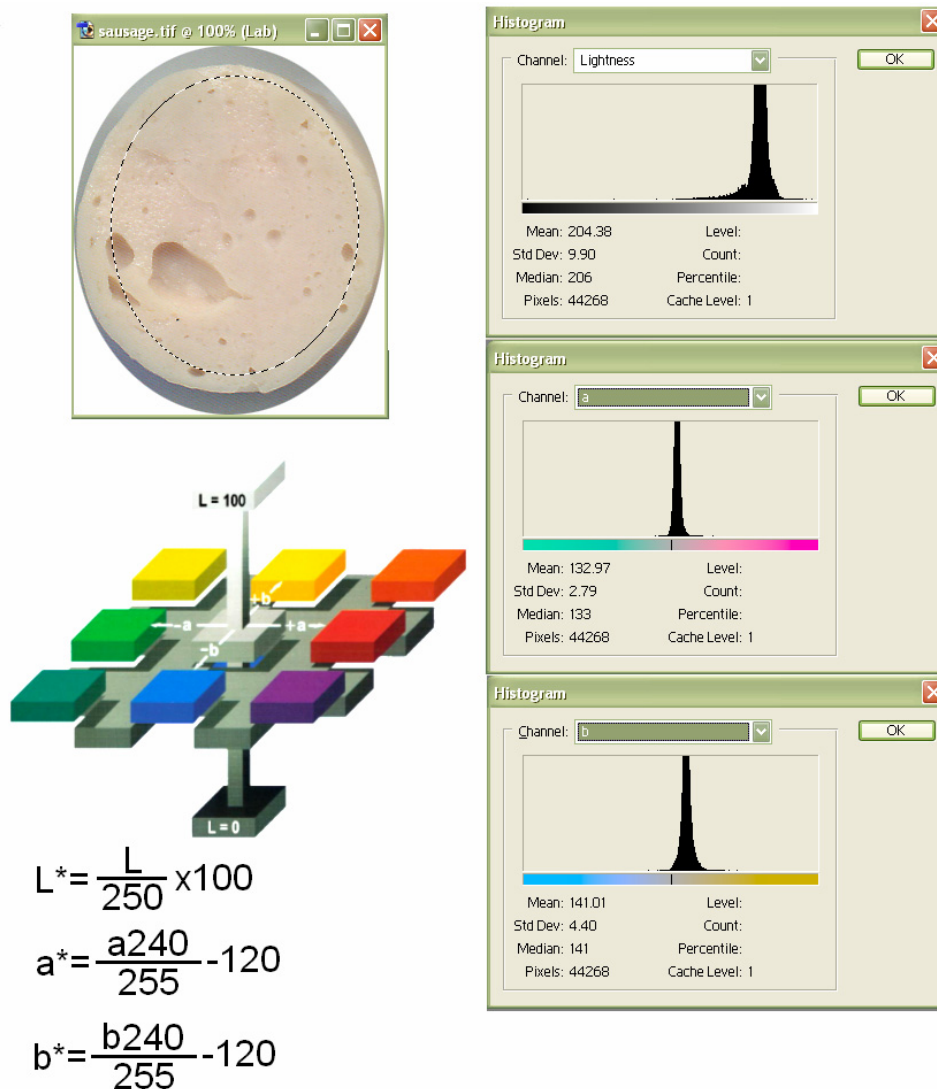 sausage.tif @ 100% (Lab)
Histogram
Channel: Lightness
OK
Mean: 204.38 Level:
Std Dev: 9.90 Count:
Median: 206 Percentile:
Pixels: 44268 Cache Level: 1
Histogram
Channel: a
OK
Mean: 132.97 Level:
Std Dev: 2.79 Count:
Median: 133 Percentile:
Pixels: 44268 Cache Level: 1
Histogram
Channel: b
OK
Mean: 141.01 Level:
Std Dev: 4.40 Count:
Median: 141 Percentile:
Pixels: 44268 Cache Level: 1
L = 100
+b
-a +a
-b
L = 0
L*= L/250 x100
a*= a240/255 -120
b*= b240/255 -120